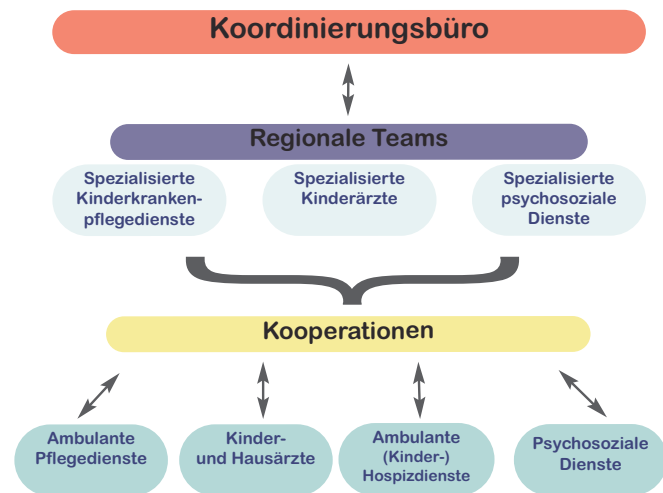 Koordinierungsbüro
Regionale Teams
Spezialisierte
Kinderkranken-
pflegedienste
Spezialisierte
Kinderärzte
Spezialisierte
psychosoziale
Dienste
Kooperationen
Ambulante
Pflegedienste
Kinder-
und Hausärzte
Ambulante
(Kinder-)
Hospizdienste
Psychosoziale
Dienste